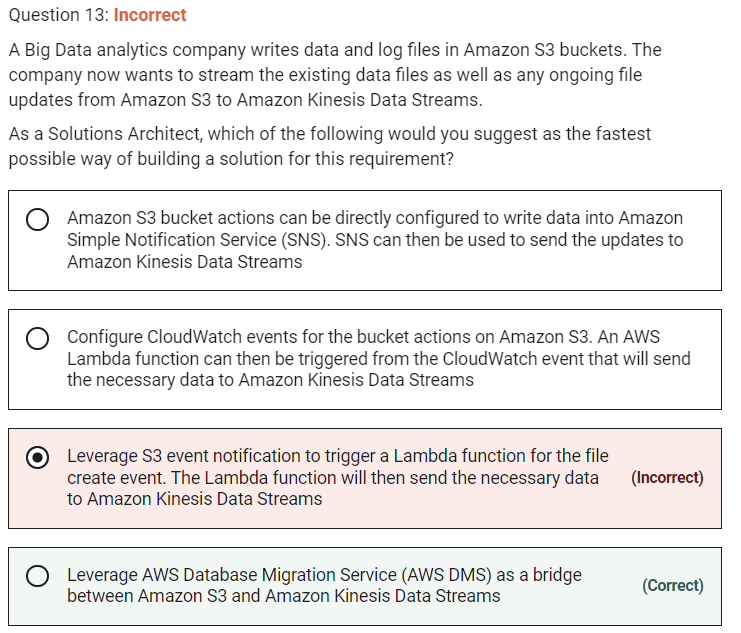 Question 13: Incorrect
A Big Data analytics company writes data and log files in Amazon S3 buckets. The
company now wants to stream the existing data files as well as any ongoing file
updates from Amazon S3 to Amazon Kinesis Data Streams.
As a Solutions Architect, which of the following would you suggest as the fastest
possible way of building a solution for this requirement?
Amazon S3 bucket actions can be directly configured to write data into Amazon
Simple Notification Service (SNS). SNS can then be used to send the updates to
Amazon Kinesis Data Streams
Configure CloudWatch events for the bucket actions on Amazon S3. An AWS
Lambda function can then be triggered from the CloudWatch event that will send
the necessary data to Amazon Kinesis Data Streams
Leverage S3 event notification to trigger a Lambda function for the file
create event. The Lambda function will then send the necessary data
to Amazon Kinesis Data Streams
(Incorrect)
Leverage AWS Database Migration Service (AWS DMS) as a bridge
between Amazon S3 and Amazon Kinesis Data Streams
(Correct)